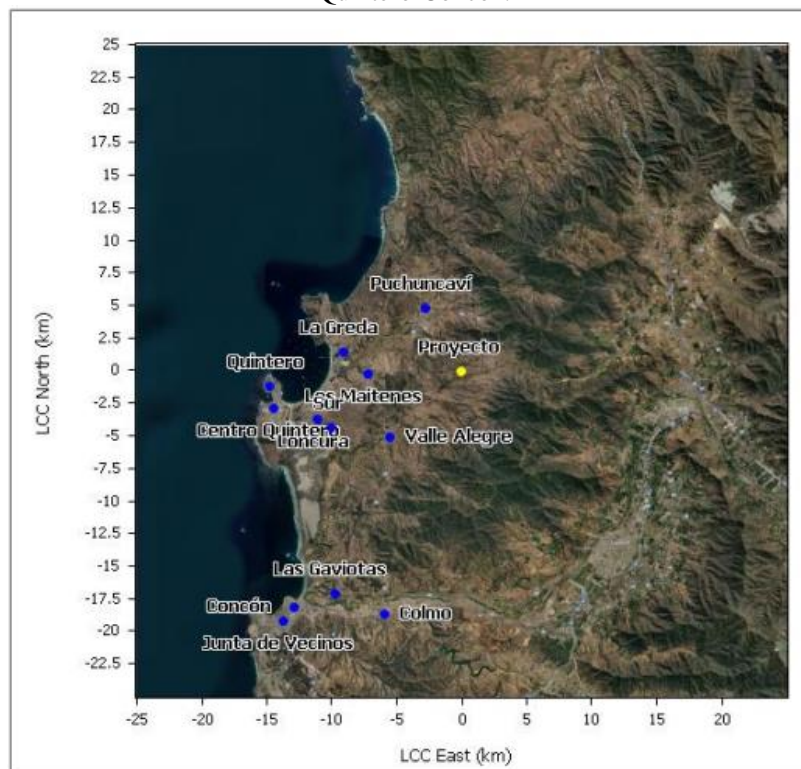 25
22.5
20
17.5
15
12.5
10
7.5
5
2.5
0
-2.5
-5
-7.5
-10
-12.5
-15
-17.5
-20
-22.5
LCC North (km)
Puchuncaví
La Greda
Proyecto
Quintero
Los Maitenes
Sur
Centro Quintero
Loncura
Valle Alegre
Las Gaviotas
Concón
Colmo
Junta de Vecinos
-25 -20 -15 -10 -5 0 5 10 15 20
LCC East (km)